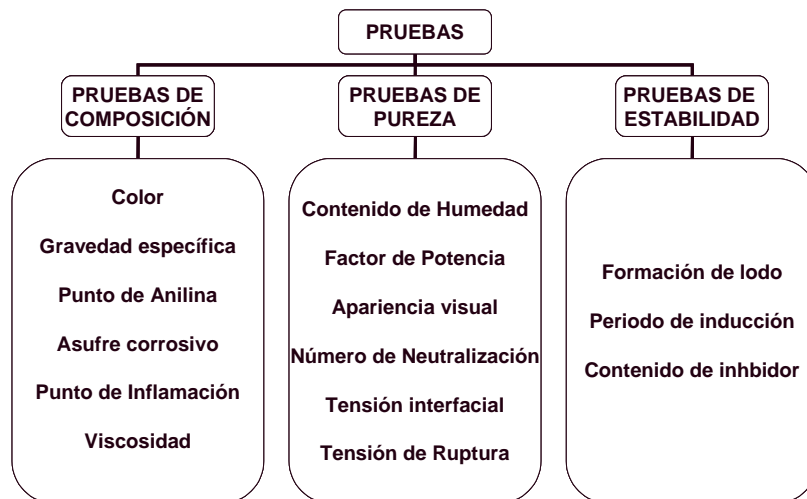 PRUEBAS
PRUEBAS DE
COMPOSICIÓN
PRUEBAS DE
PUREZA
PRUEBAS DE
ESTABILIDAD
Color
Gravedad específica
Punto de Anilina
Asufre corrosivo
Punto de Inflamación
Viscosidad
Contenido de Humedad
Factor de Potencia
Apariencia visual
Número de Neutralización
Tensión interfacial
Tensión de Ruptura
Formación de lodo
Periodo de inducción
Contenido de inhbidor